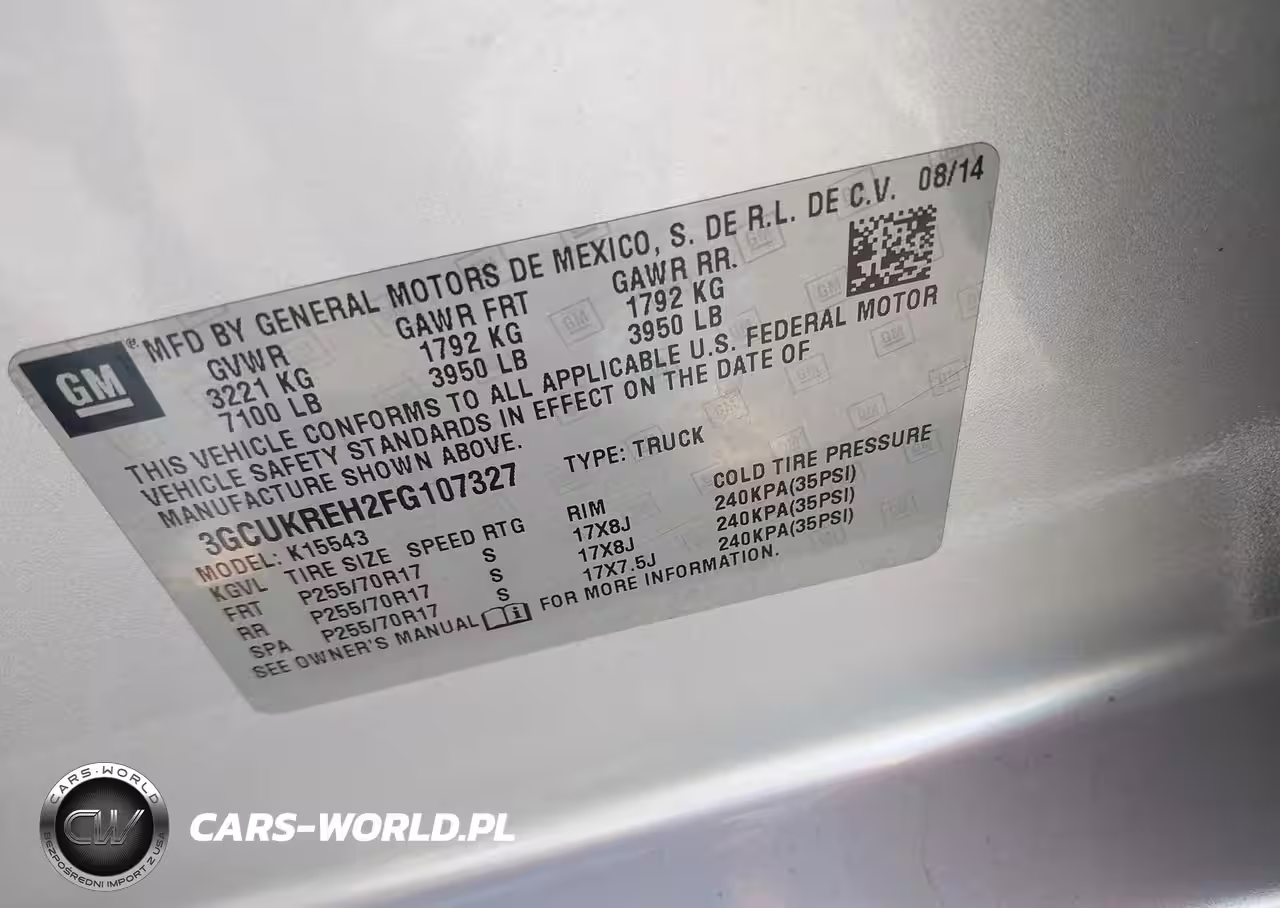 GM® MFD BY GENERAL MOTORS DE MEXICO, S. DE R.L. DE C.V. 08/14
GVWR GAWR FRT GAWR RR.
3221 KG 1792 KG 1792 KG
7100 LB 3950 LB 3950 LB
THIS VEHICLE CONFORMS TO ALL APPLICABLE U.S. FEDERAL MOTOR
VEHICLE SAFETY STANDARDS IN EFFECT ON THE DATE OF
MANUFACTURE SHOWN ABOVE.
3GCUKREH2FG107327 TYPE: TRUCK
MODEL: K15543
KGVL TIRE SIZE SPEED RTG RIM COLD TIRE PRESSURE
FRT P255/70R17 S 17X8J 240KPA(35PSI)
RR P255/70R17 S 17X8J 240KPA(35PSI)
SPA P255/70R17 S 17X7.5J 240KPA(35PSI)
SEE OWNER'S MANUAL i FOR MORE INFORMATION.
CARS-WORLD
CW
BEZPOŚREDNI IMPORT Z USA
CARS-WORLD.PL